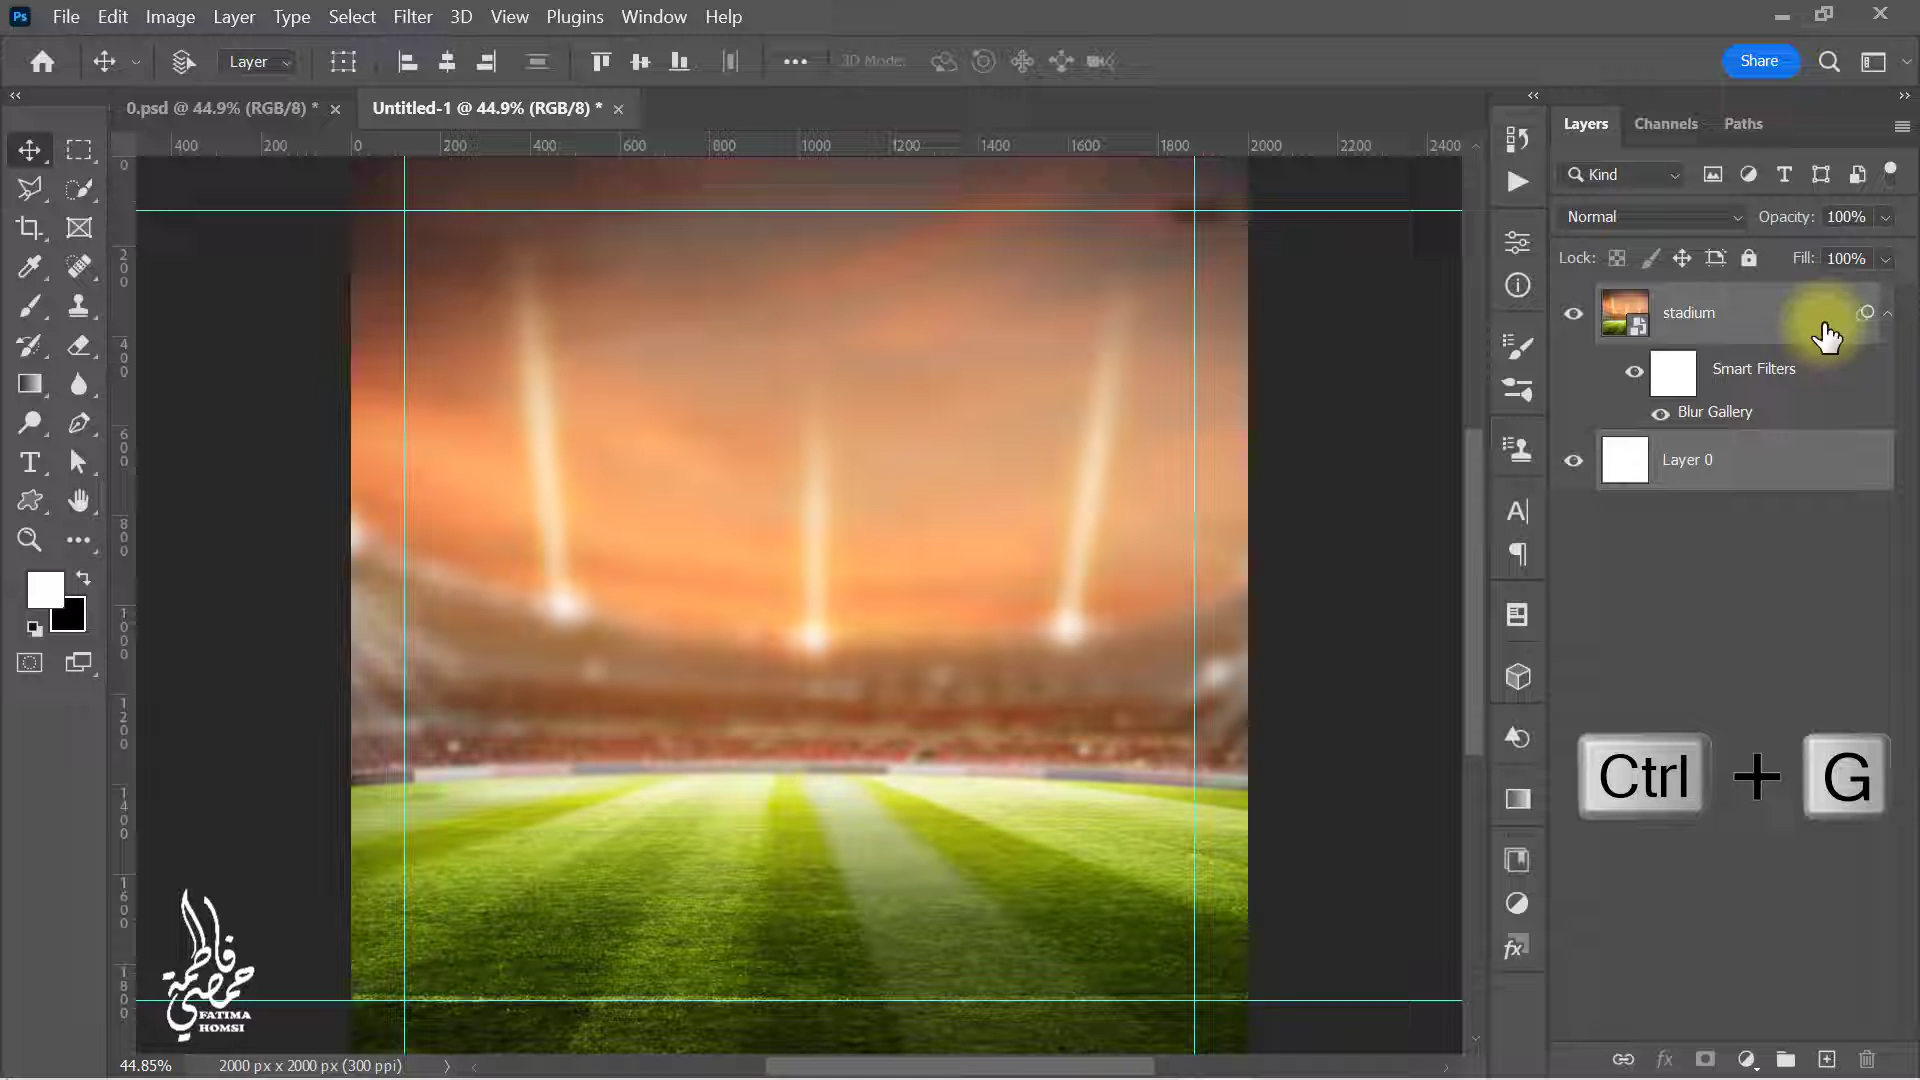 Ps File Edit Image Layer Type Select Filter 3D View Plugins Window Help
Layer 3D Mode: Share
0.psd @ 44.9% (RGB/8) * Untitled-1 @ 44.9% (RGB/8) *
400 200 0 200 400 600 800 1000 1200 1400 1600 1800 2000 2200 2400
0
200
400
600
800
1000
1200
1400
1600
1800
Layers Channels Paths
Kind
Normal Opacity: 100%
Lock: Fill: 100%
stadium
Smart Filters
Blur Gallery
Layer 0
Ctrl + G
فاطمة
حمصي
FATIMA
HOMSI
44.85% 2000 px x 2000 px (300 ppi)